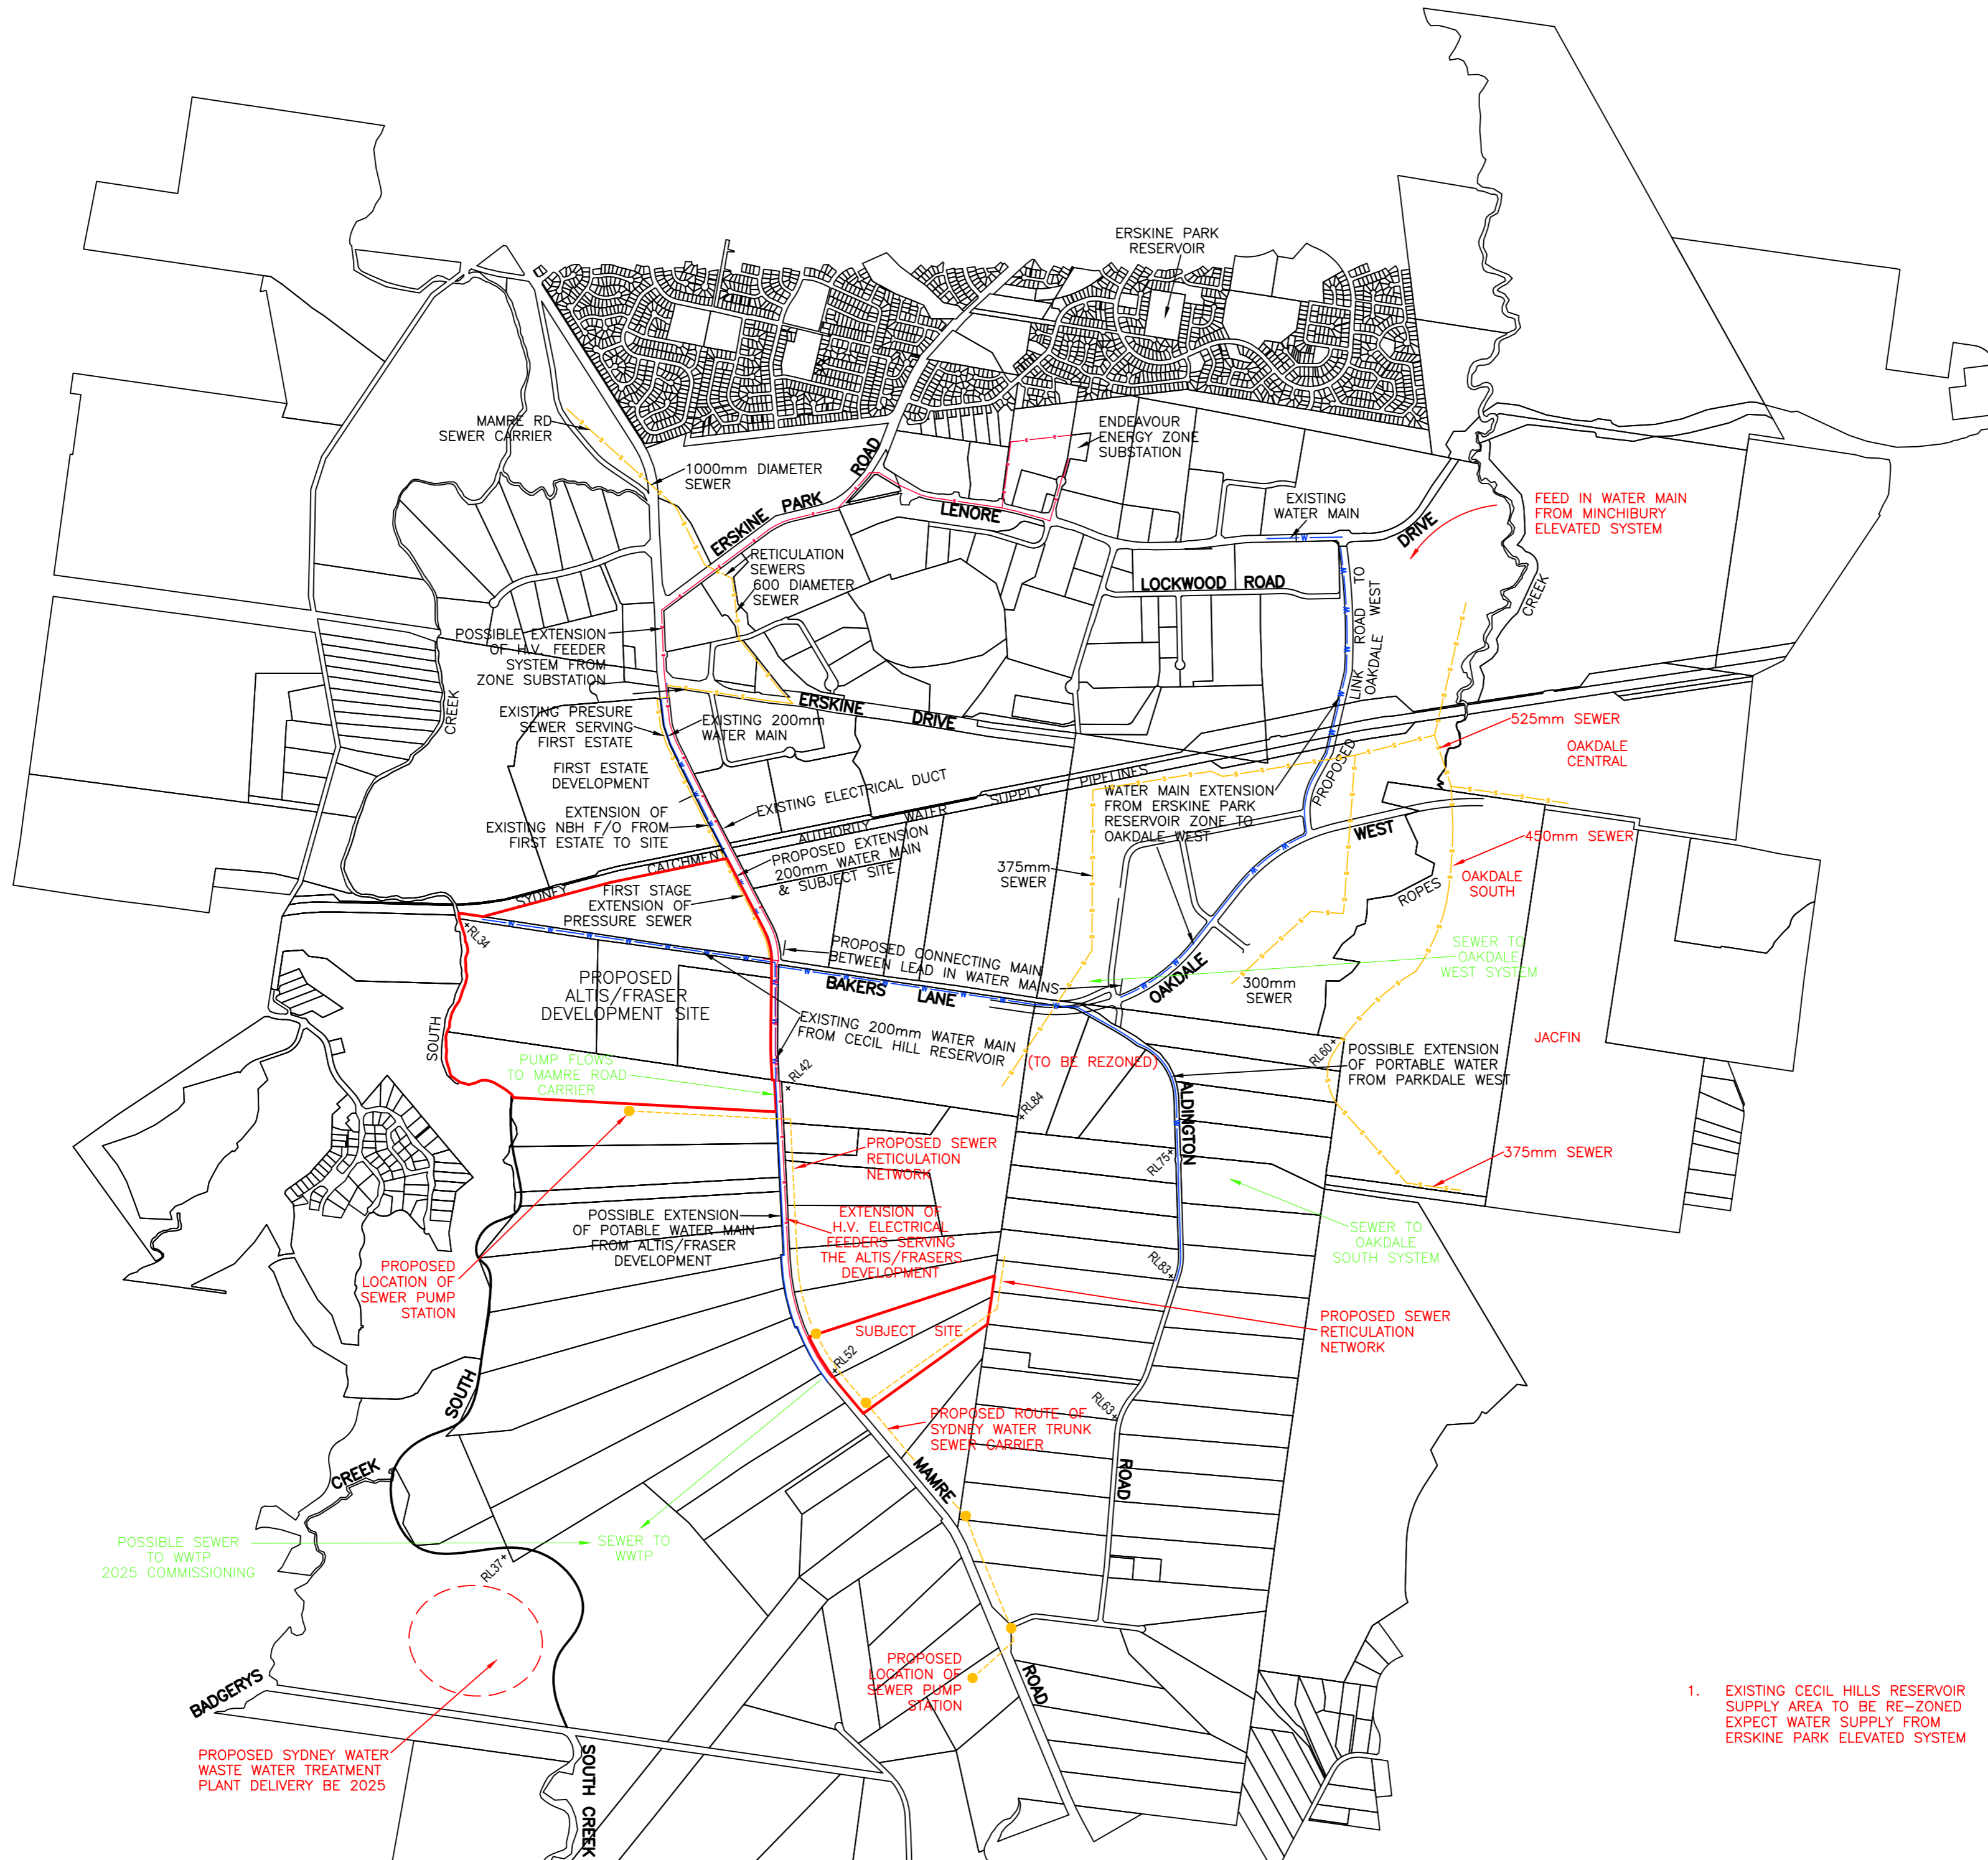 ERSKINE PARK
RESERVOIR
MAMRE RD
SEWER CARRIER
1000mm DIAMETER
SEWER
ROAD
ERSKINE PARK
ENDEAVOUR
ENERGY ZONE
SUBSTATION
LENORE
EXISTING
WATER MAIN
DRIVE
FEED IN WATER MAIN
FROM MINCHIBURY
ELEVATED SYSTEM
RETICULATION
SEWERS
600 DIAMETER
SEWER
LOCKWOOD ROAD
LINK ROAD TO
OAKDALE WEST
PROPOSED
CREEK
POSSIBLE EXTENSION
OF H.V. FEEDER
SYSTEM FROM
ZONE SUBSTATION
CREEK
ERSKINE DRIVE
EXISTING PRESURE
SEWER SERVING
FIRST ESTATE
EXISTING 200mm
WATER MAIN
525mm SEWER
OAKDALE
CENTRAL
FIRST ESTATE
DEVELOPMENT
EXISTING ELECTRICAL DUCT
EXTENSION OF
EXISTING NBH F/O FROM
FIRST ESTATE TO SITE
SYDNEY CATCHMENT AUTHORITY WATER SUPPLY PIPELINES
WATER MAIN EXTENSION
FROM ERSKINE PARK
RESERVOIR ZONE TO
OAKDALE WEST
WEST
450mm SEWER
PROPOSED EXTENSION
200mm WATER MAIN
& SUBJECT SITE
375mm
SEWER
OAKDALE
SOUTH
ROPES
FIRST STAGE
EXTENSION OF
PRESSURE SEWER
RL34
PROPOSED CONNECTING MAIN
BETWEEN LEAD IN WATER MAINS
SEWER TO
OAKDALE
WEST SYSTEM
PROPOSED
ALTIS/FRASER
DEVELOPMENT SITE
BAKERS LANE
OAKDALE
300mm
SEWER
EXISTING 200mm WATER MAIN
FROM CECIL HILL RESERVOIR
SOUTH
JACFIN
PUMP FLOWS
TO MAMRE ROAD
CARRIER
(TO BE REZONED)
RL60
POSSIBLE EXTENSION
OF PORTABLE WATER
FROM PARKDALE WEST
RL42
RL84
ALDINGTON
PROPOSED SEWER
RETICULATION
NETWORK
RL75
375mm SEWER
POSSIBLE EXTENSION
OF POTABLE WATER MAIN
FROM ALTIS/FRASER
DEVELOPMENT
EXTENSION OF
H.V. ELECTRICAL
FEEDERS SERVING
THE ALTIS/FRASERS
DEVELOPMENT
SEWER TO
OAKDALE
SOUTH SYSTEM
RL83
PROPOSED
LOCATION OF
SEWER PUMP
STATION
SUBJECT SITE
PROPOSED SEWER
RETICULATION
NETWORK
RL52
SOUTH
RL63
PROPOSED ROUTE OF
SYDNEY WATER TRUNK
SEWER CARRIER
CREEK
MAMRE
ROAD
POSSIBLE SEWER
TO WWTP
2025 COMMISSIONING
SEWER TO
WWTP
RL37
BADGERYS
PROPOSED
LOCATION OF
SEWER PUMP
STATION
ROAD
PROPOSED SYDNEY WATER
WASTE WATER TREATMENT
PLANT DELIVERY BE 2025
SOUTH CREEK
1. EXISTING CECIL HILLS RESERVOIR
SUPPLY AREA TO BE RE-ZONED
EXPECT WATER SUPPLY FROM
ERSKINE PARK ELEVATED SYSTEM